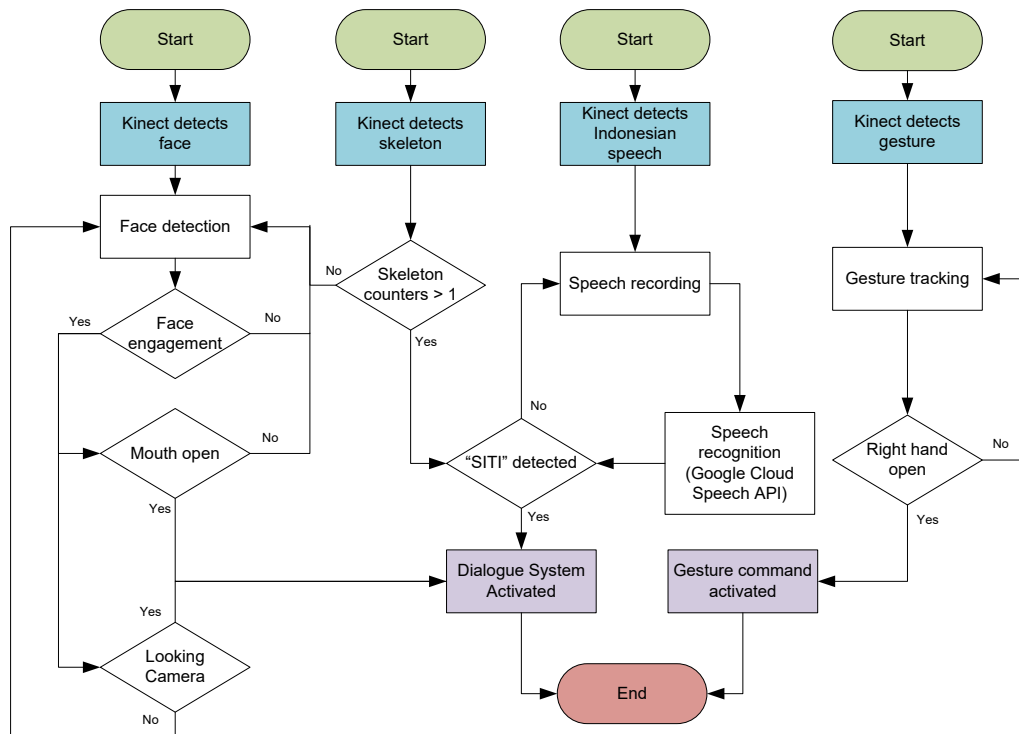 Start
Start
Start
Start
Kinect detects
face
Kinect detects
skeleton
Kinect detects
Indonesian
speech
Kinect detects
gesture
Face detection
No
Skeleton
counters > 1
Speech recording
Gesture tracking
Yes
Face
engagement
No
Yes
No
Mouth open
No
“SITI” detected
Speech
recognition
(Google Cloud
Speech API)
Right hand
open
No
Yes
Yes
Yes
Dialogue System
Activated
Gesture command
activated
Yes
Looking
Camera
No
End